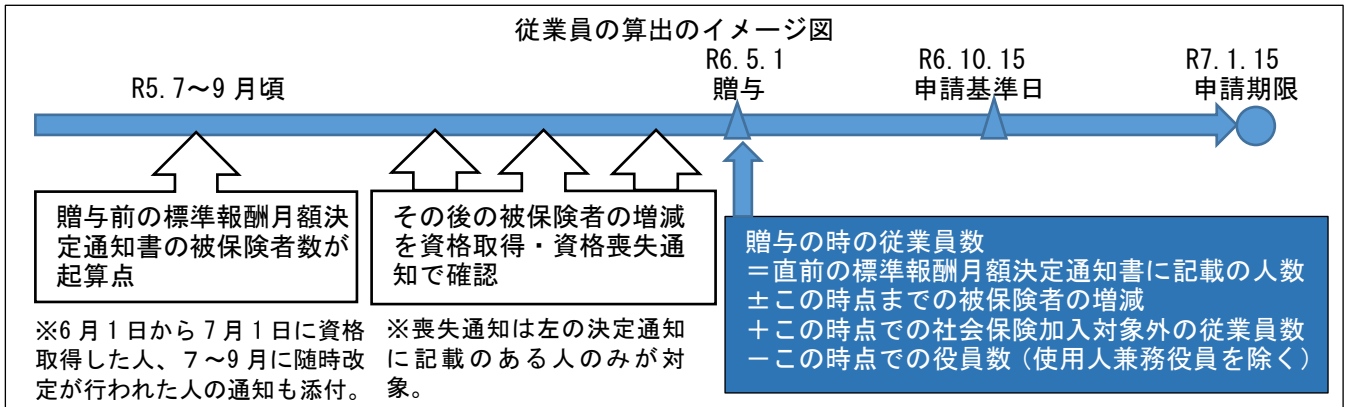 従業員の算出のイメージ図
R5.7～9月頃
R6.5.1
贈与
R6.10.15
申請基準日
R7.1.15
申請期限
贈与前の標準報酬月額決
定通知書の被保険者数が
起算点
※6月1日から7月1日に資格
取得した人、７～9月に随時改
定が行われた人の通知も添付。
その後の被保険者の増減
を資格取得・資格喪失通
知で確認
※喪失通知は左の決定通知
に記載のある人のみが対
象。
贈与の時の従業員数
＝直前の標準報酬月額決定通知書に記載の人数
±この時点までの被保険者の増減
＋この時点での社会保険加入対象外の従業員数
－この時点での役員数（使用人兼務役員を除く）